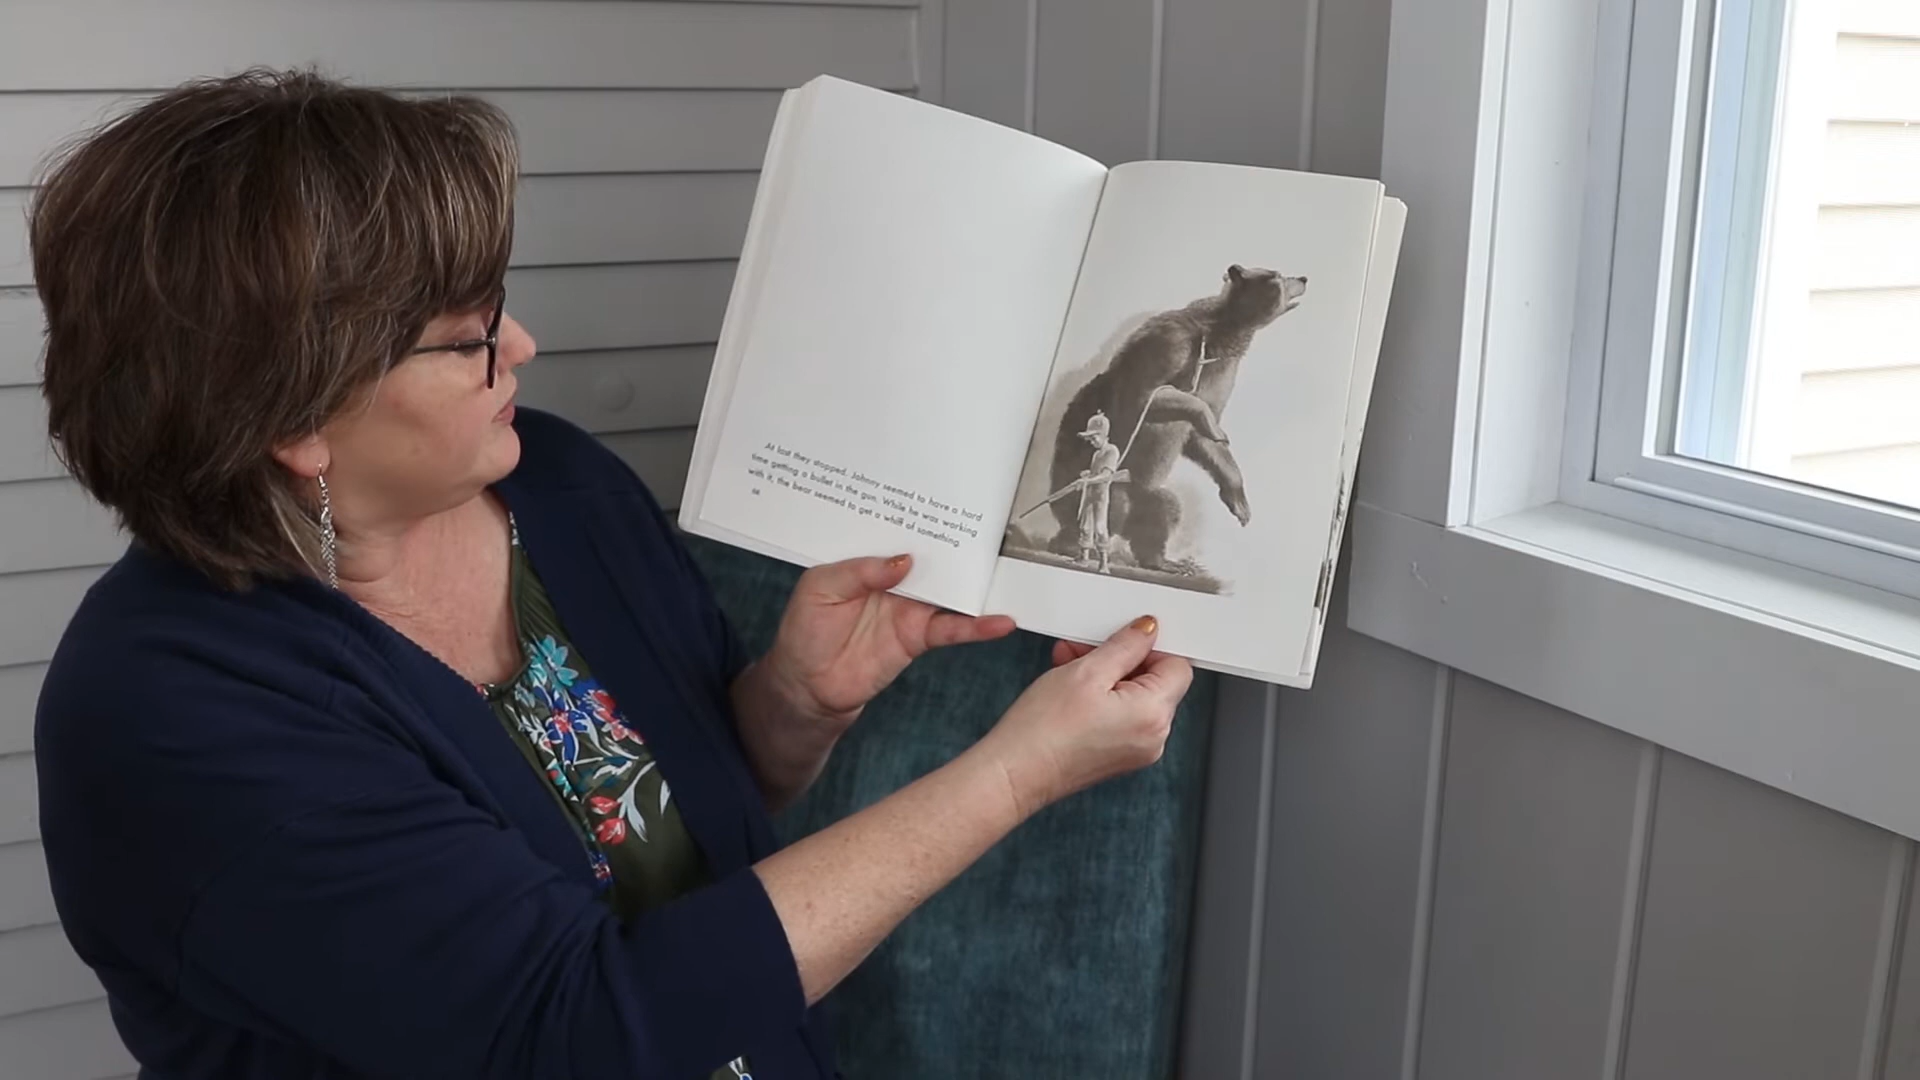 At last they stopped. Johnny seemed to have a hard
time getting a bullet in the gun. While he was working
with it, the bear seemed to get a whiff of something.